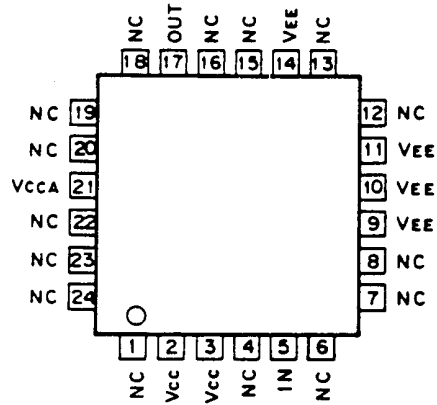 NC OUT NC NC VEE NC
18 17 16 15 14 13
NC 19 12 NC
NC 20 11 VEE
VCCA 21 10 VEE
NC 22 9 VEE
NC 23 8 NC
NC 24 7 NC
1 2 3 4 5 6
NC Vcc Vcc NC IN NC